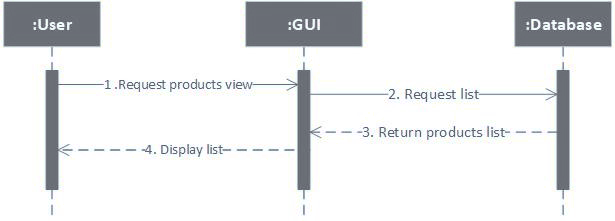 :User
:GUI
:Database
1 .Request products view
2. Request list
3. Return products list
4. Display list